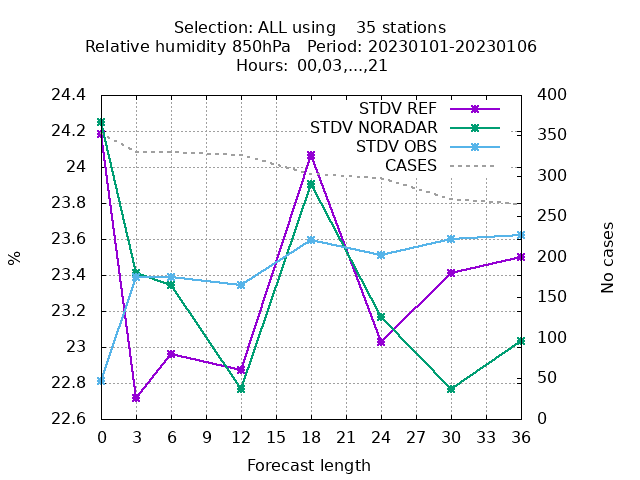 Selection: ALL using    35 stations
Relative humidity 850hPa   Period: 20230101-20230106
Hours: 00,03,...,21
STDV REF
STDV NORADAR
STDV OBS
CASES
24.4
24.2
24
23.8
23.6
23.4
23.2
23
22.8
22.6
%
400
350
300
250
200
150
100
50
0
No cases
0 3 6 9 12 15 18 21 24 27 30 33 36
Forecast length